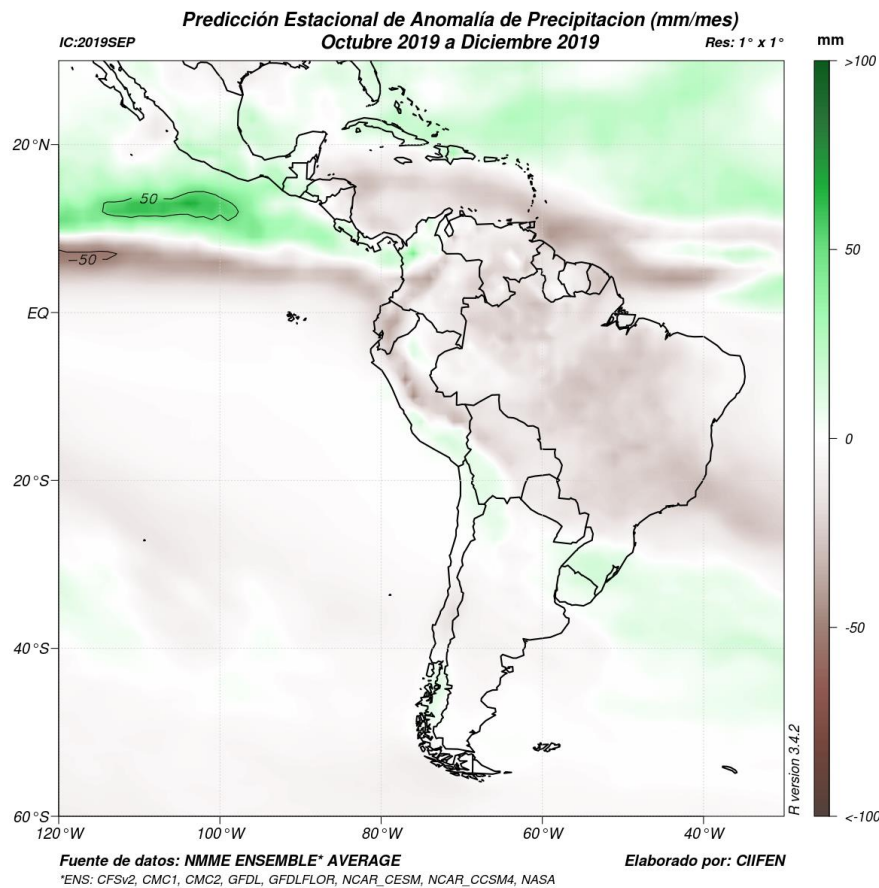 Predicción Estacional de Anomalía de Precipitacion (mm/mes)
IC:2019SEP
Octubre 2019 a Diciembre 2019
Res: 1° x 1°
mm
>100
50
0
-50
<-100
20°N
EQ
20°S
40°S
60°S
50
−50
120°W
100°W
80°W
60°W
40°W
R version 3.4.2
Fuente de datos: NMME ENSEMBLE* AVERAGE
Elaborado por: CIIFEN
*ENS: CFSv2, CMC1, CMC2, GFDL, GFDLFLOR, NCAR_CESM, NCAR_CCSM4, NASA